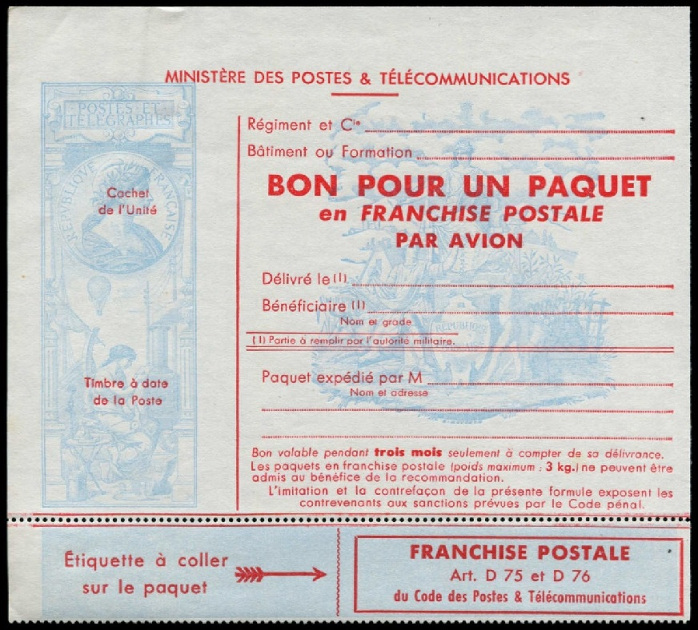 MINISTÈRE DES POSTES & TÉLÉCOMMUNICATIONS
POSTES ET
TÉLÉGRAPHES
RÉPUBLIQUE FRANÇAISE
Cachet
de l'Unité
Timbre à date
de la Poste
Régiment et Cie
Bâtiment ou Formation
BON POUR UN PAQUET
en FRANCHISE POSTALE
PAR AVION
Délivré le (1)
Bénéficiaire (1)
Nom et grade
RÉPUBLIQUE
(1) Partie à remplir par l'autorité militaire.
Paquet expédié par M
Nom et adresse
Bon valable pendant trois mois seulement à compter de sa délivrance.
Les paquets en franchise postale (poids maximum : 3 kg.) ne peuvent être
admis au bénéfice de la recommandation.
L'imitation et la contrefaçon de la présente formule exposent les
contrevenants aux sanctions prévues par le Code pénal.
Étiquette à coller
sur le paquet
FRANCHISE POSTALE
Art. D 75 et D 76
du Code des Postes & Télécommunications